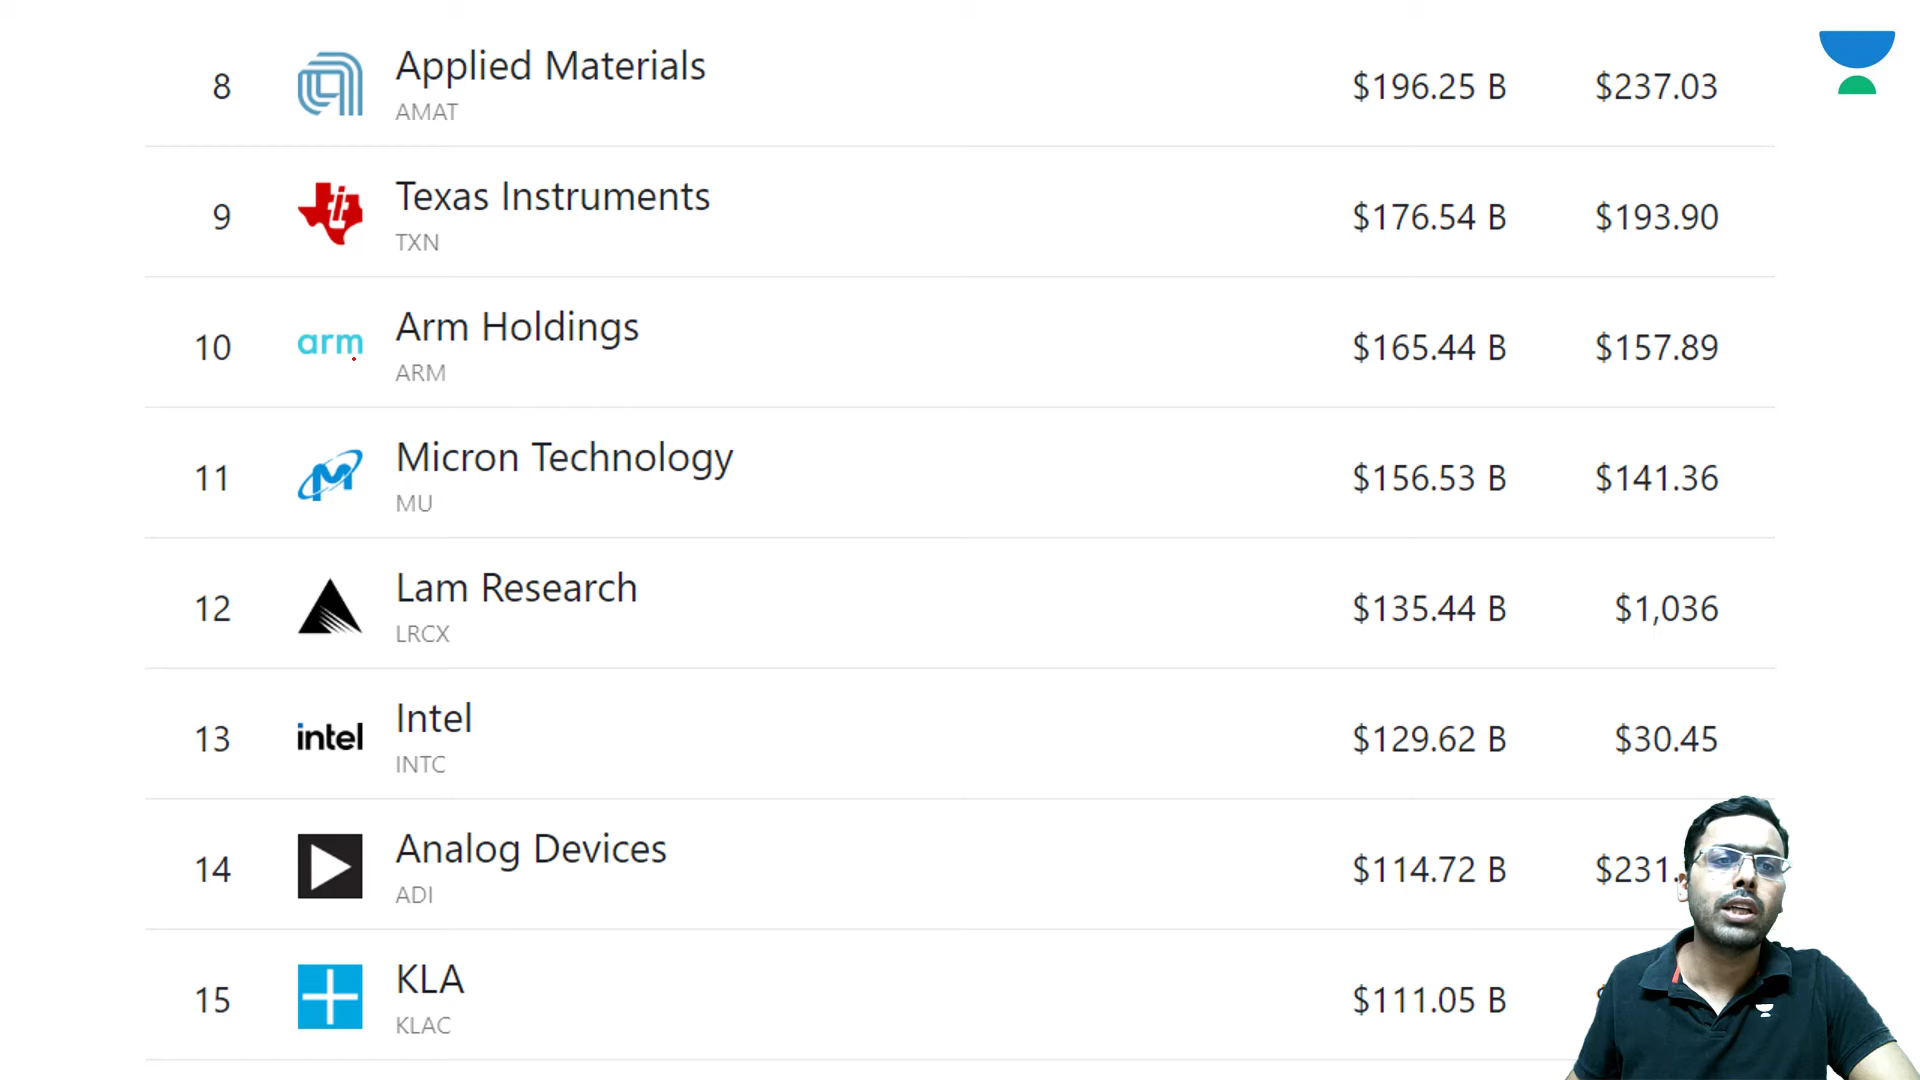 8 Applied Materials $196.25 B $237.03
AMAT
9 Texas Instruments $176.54 B $193.90
TXN
10 arm Arm Holdings $165.44 B $157.89
ARM
11 Micron Technology $156.53 B $141.36
MU
12 Lam Research $135.44 B $1,036
LRCX
13 intel Intel $129.62 B $30.45
INTC
14 Analog Devices $114.72 B $231.
ADI
15 KLA $111.05 B
KLAC